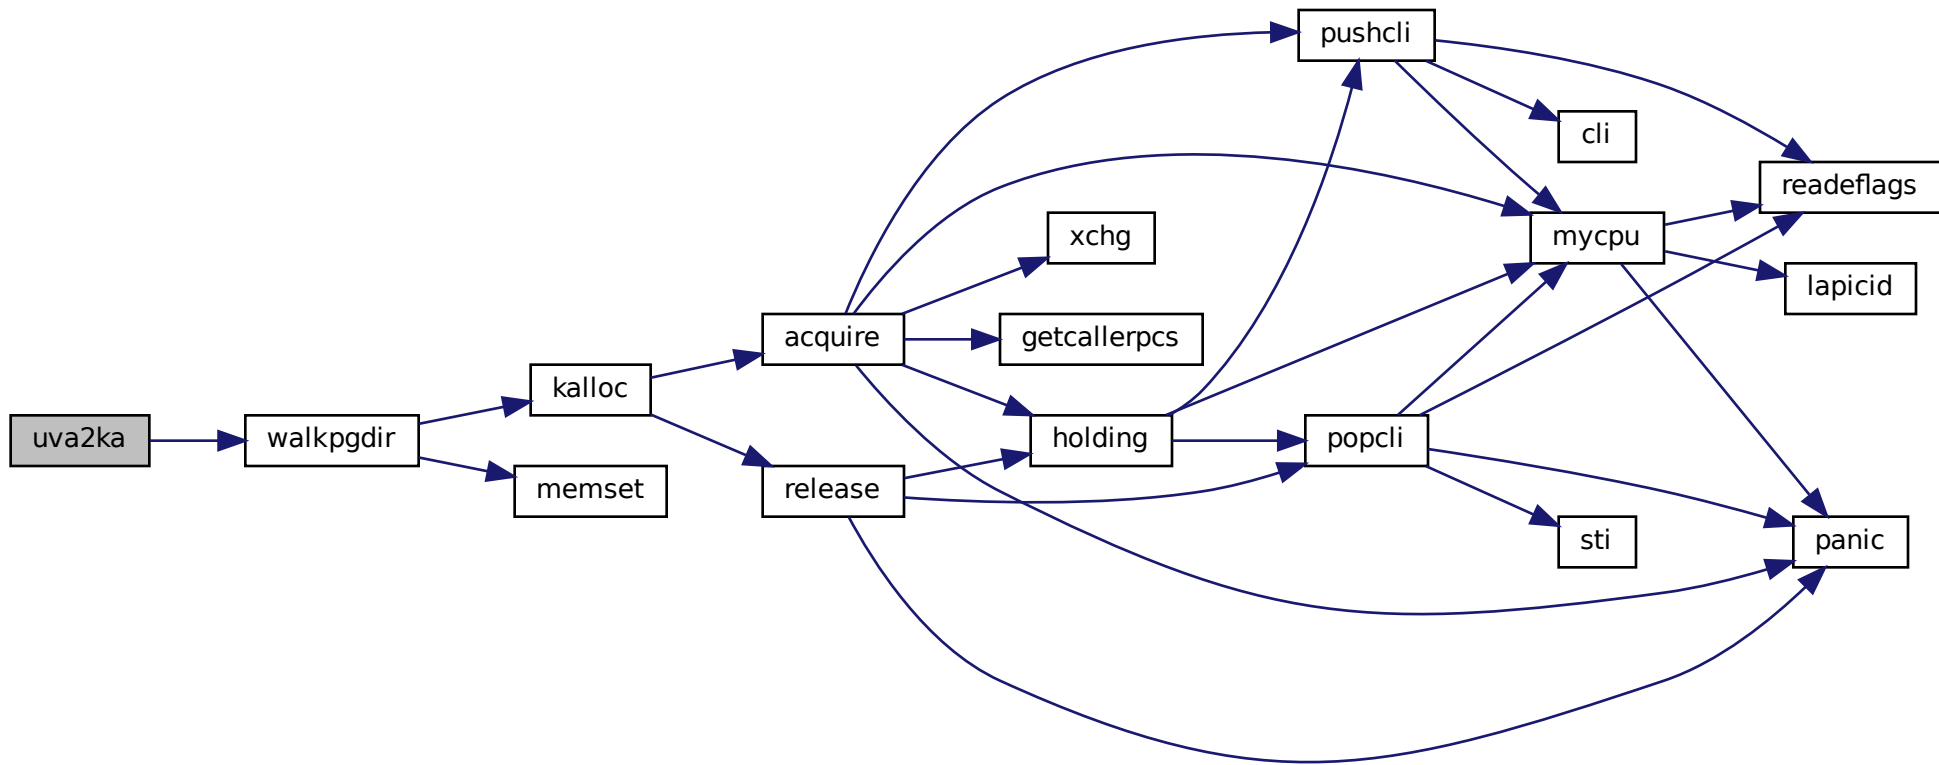 pushcli
cli
readeflags
xchg
mycpu
lapicid
acquire
getcallerpcs
kalloc
uva2ka
walkpgdir
holding
popcli
memset
release
sti
panic